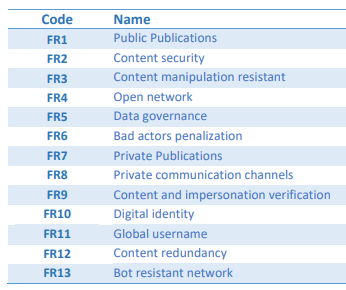 Code Name
FR1 Public Publications
FR2 Content security
FR3 Content manipulation resistant
FR4 Open network
FR5 Data governance
FR6 Bad actors penalization
FR7 Private Publications
FR8 Private communication channels
FR9 Content and impersonation verification
FR10 Digital identity
FR11 Global username
FR12 Content redundancy
FR13 Bot resistant network